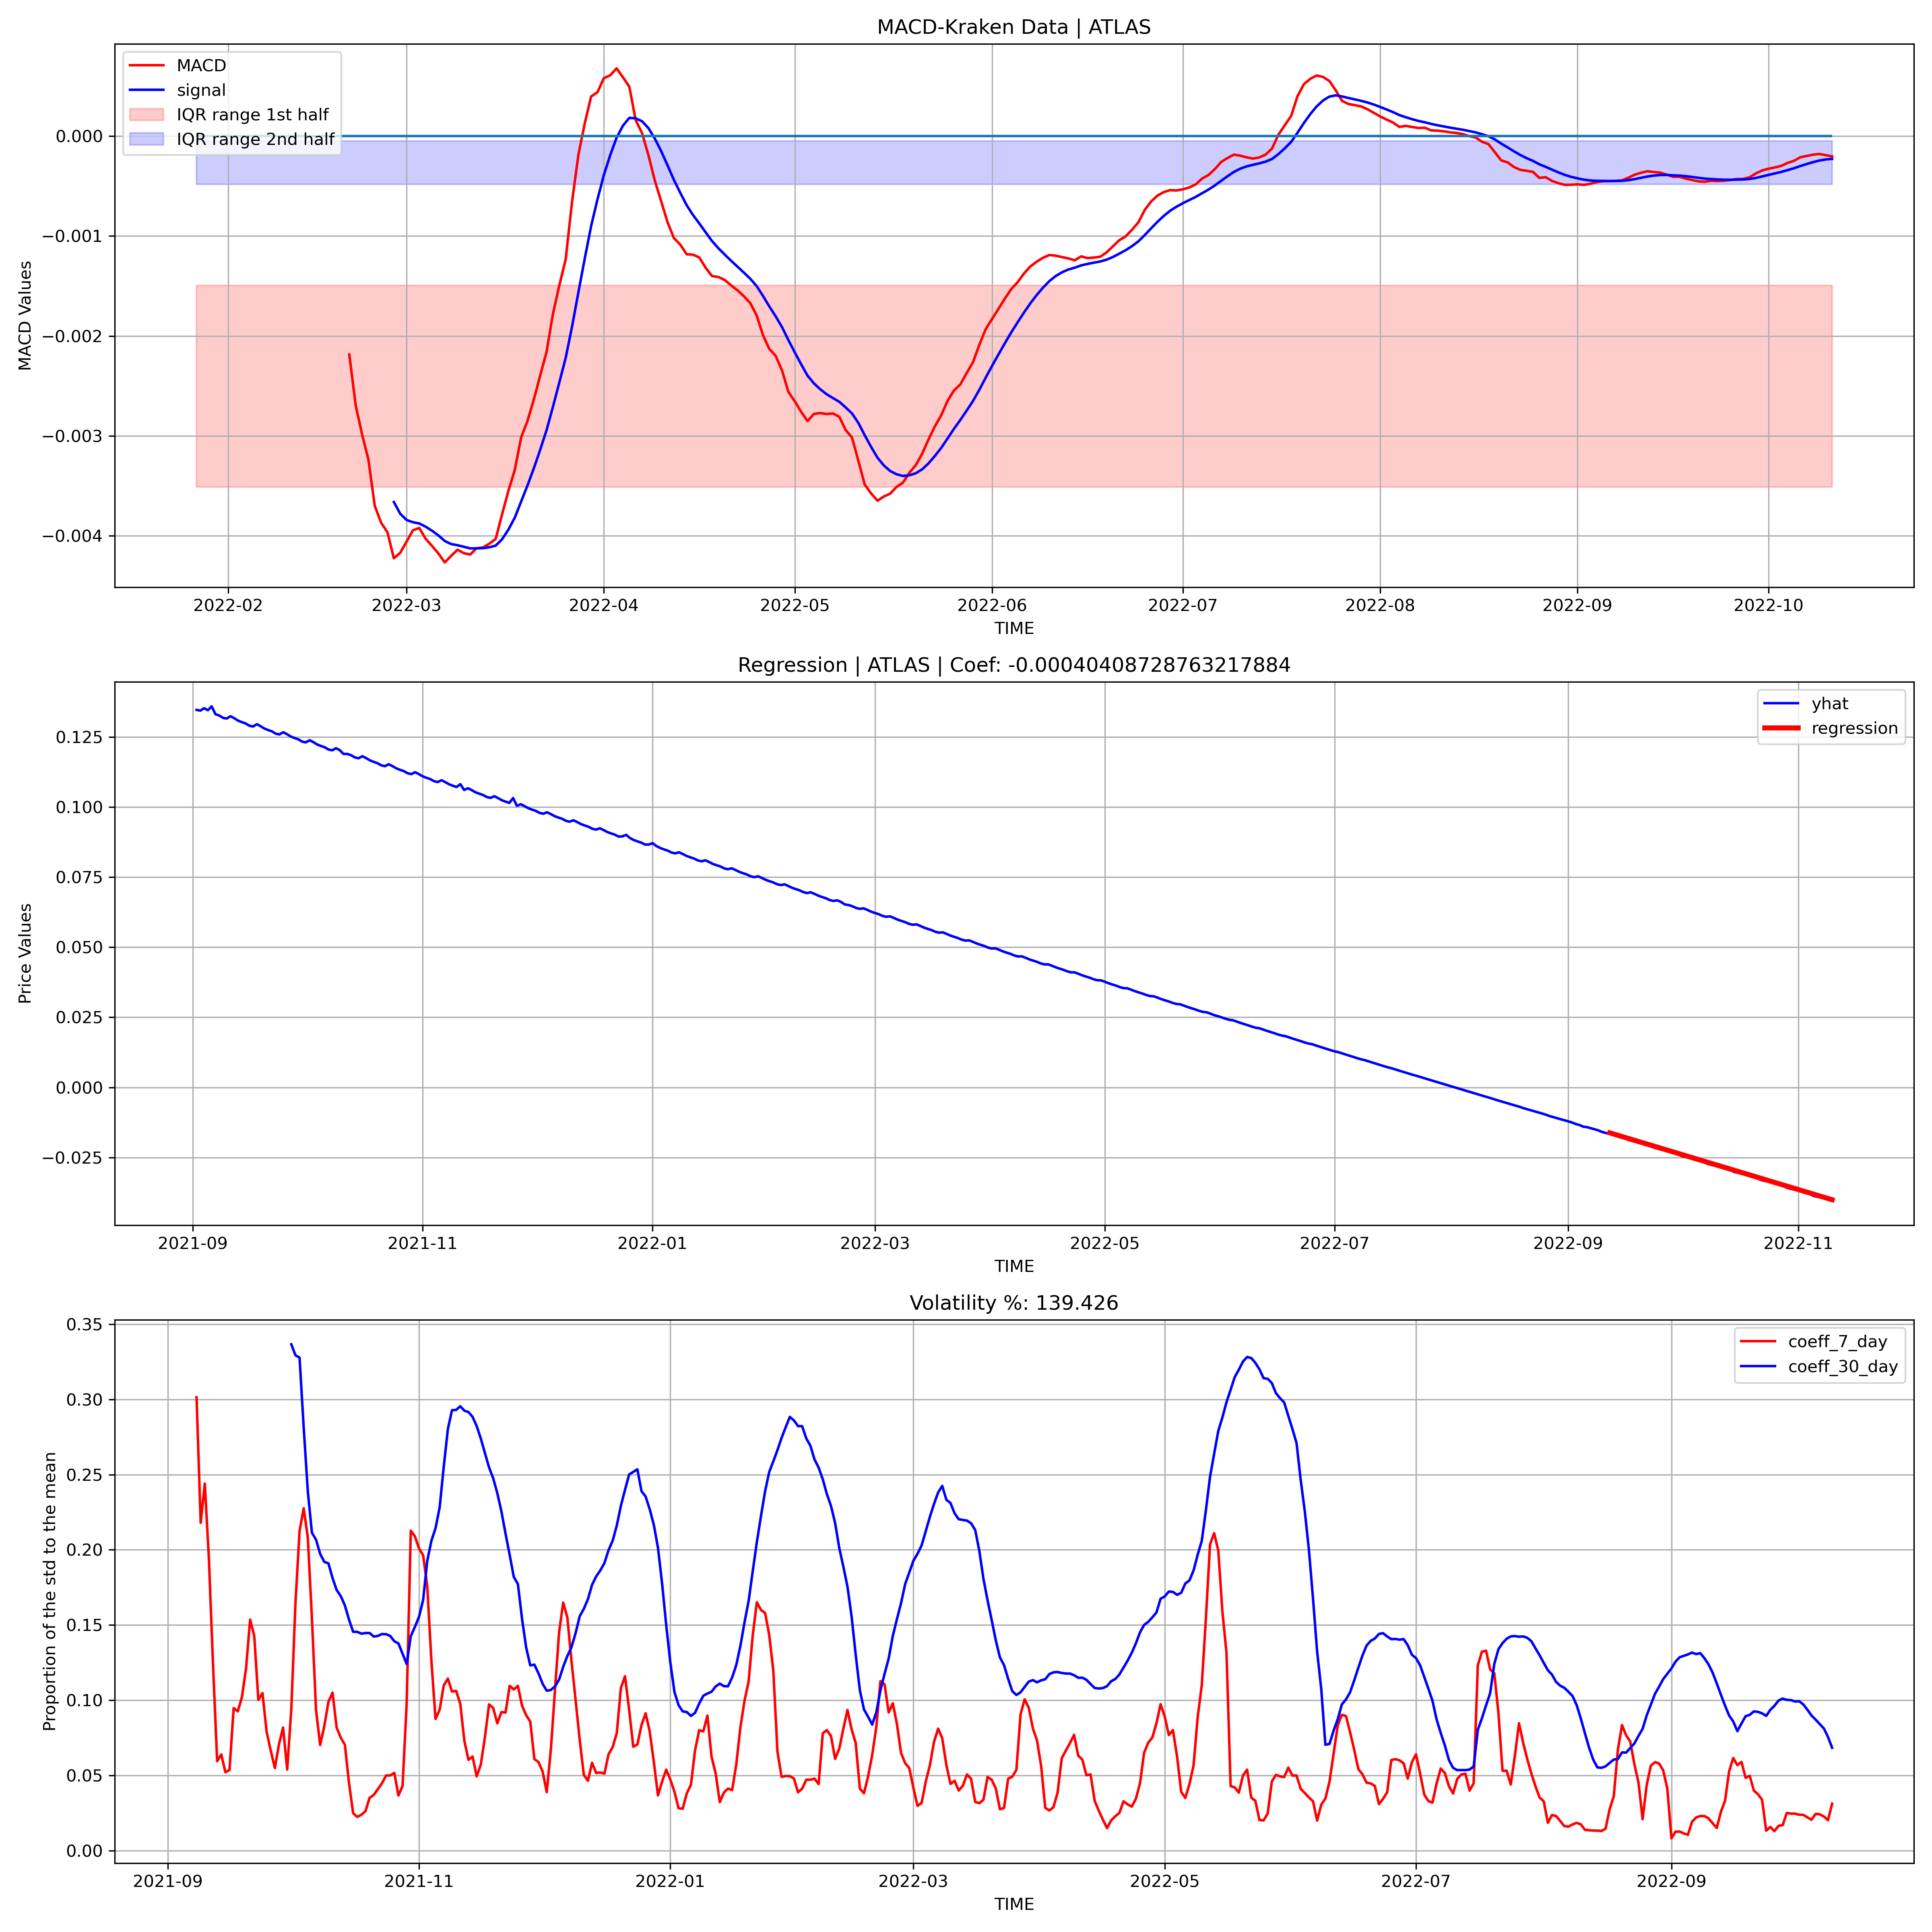 MACD-Kraken Data | ATLAS
MACD
signal
IQR range 1st half
IQR range 2nd half
0.000
−0.001
−0.002
−0.003
−0.004
MACD Values
2022-02 2022-03 2022-04 2022-05 2022-06 2022-07 2022-08 2022-09 2022-10
TIME
Regression | ATLAS | Coef: -0.00040408728763217884
yhat
regression
0.125
0.100
0.075
0.050
0.025
0.000
−0.025
Price Values
2021-09 2021-11 2022-01 2022-03 2022-05 2022-07 2022-09 2022-11
TIME
Volatility %: 139.426
coeff_7_day
coeff_30_day
0.35
0.30
0.25
0.20
0.15
0.10
0.05
0.00
Proportion of the std to the mean
2021-09 2021-11 2022-01 2022-03 2022-05 2022-07 2022-09
TIME